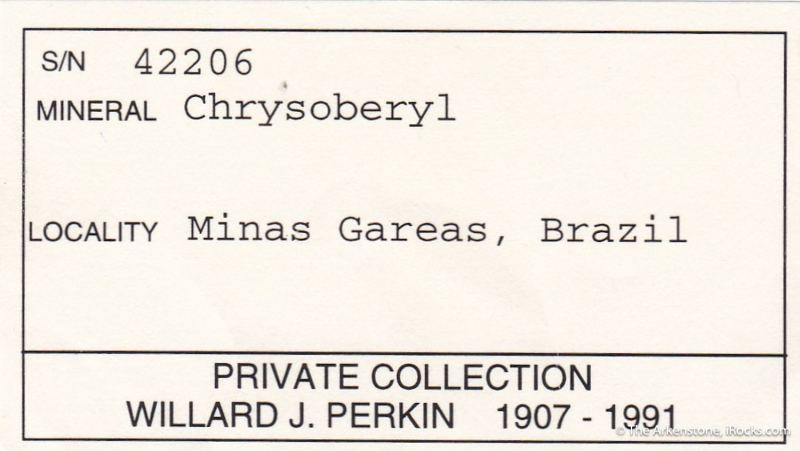 S/N 42206
MINERAL Chrysoberyl
LOCALITY Minas Gareas, Brazil
PRIVATE COLLECTION
WILLARD J. PERKIN 1907 - 1991
© The Arkenstone, iRocks.com